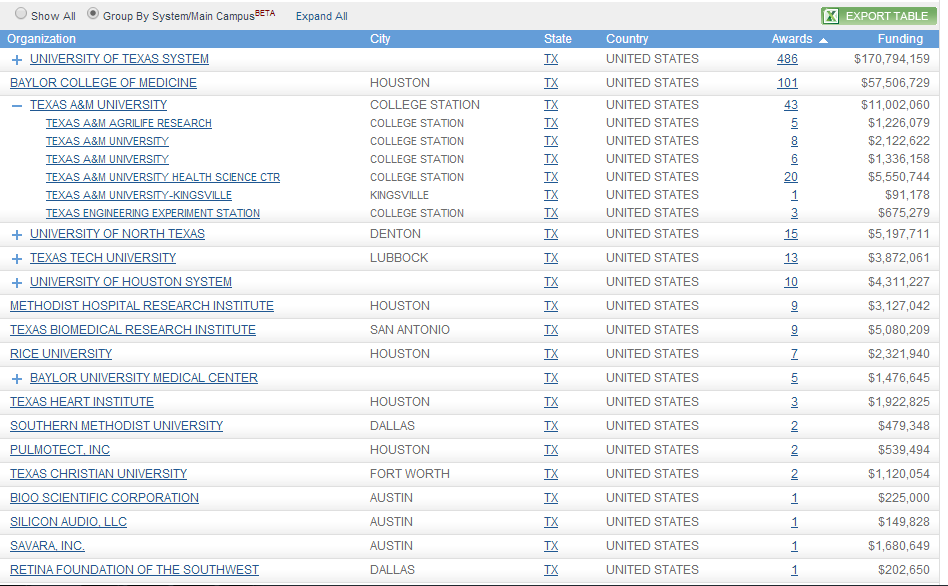 Show All Group By System/Main Campus BETA Expand All EXPORT TABLE
Organization City State Country Awards Funding
UNIVERSITY OF TEXAS SYSTEM TX UNITED STATES 486 $170,794,159
BAYLOR COLLEGE OF MEDICINE HOUSTON TX UNITED STATES 101 $57,506,729
TEXAS A&M UNIVERSITY COLLEGE STATION TX UNITED STATES 43 $11,002,060
TEXAS A&M AGRILIFE RESEARCH COLLEGE STATION TX UNITED STATES 5 $1,226,079
TEXAS A&M UNIVERSITY COLLEGE STATION TX UNITED STATES 8 $2,122,622
TEXAS A&M UNIVERSITY COLLEGE STATION TX UNITED STATES 6 $1,336,158
TEXAS A&M UNIVERSITY HEALTH SCIENCE CTR COLLEGE STATION TX UNITED STATES 20 $5,550,744
TEXAS A&M UNIVERSITY-KINGSVILLE KINGSVILLE TX UNITED STATES 1 $91,178
TEXAS ENGINEERING EXPERIMENT STATION COLLEGE STATION TX UNITED STATES 3 $675,279
UNIVERSITY OF NORTH TEXAS DENTON TX UNITED STATES 15 $5,197,711
TEXAS TECH UNIVERSITY LUBBOCK TX UNITED STATES 13 $3,872,061
UNIVERSITY OF HOUSTON SYSTEM TX UNITED STATES 10 $4,311,227
METHODIST HOSPITAL RESEARCH INSTITUTE HOUSTON TX UNITED STATES 9 $3,127,042
TEXAS BIOMEDICAL RESEARCH INSTITUTE SAN ANTONIO TX UNITED STATES 9 $5,080,209
RICE UNIVERSITY HOUSTON TX UNITED STATES 7 $2,321,940
BAYLOR UNIVERSITY MEDICAL CENTER TX UNITED STATES 5 $1,476,645
TEXAS HEART INSTITUTE HOUSTON TX UNITED STATES 3 $1,922,825
SOUTHERN METHODIST UNIVERSITY DALLAS TX UNITED STATES 2 $479,348
PULMOTECT, INC HOUSTON TX UNITED STATES 2 $539,494
TEXAS CHRISTIAN UNIVERSITY FORT WORTH TX UNITED STATES 2 $1,120,054
BIOO SCIENTIFIC CORPORATION AUSTIN TX UNITED STATES 1 $225,000
SILICON AUDIO, LLC AUSTIN TX UNITED STATES 1 $149,828
SAVARA, INC. AUSTIN TX UNITED STATES 1 $1,680,649
RETINA FOUNDATION OF THE SOUTHWEST DALLAS TX UNITED STATES 1 $202,650